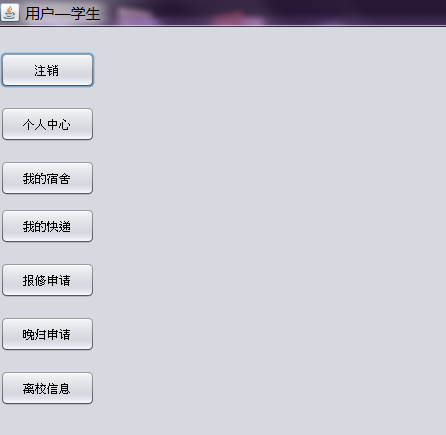 用户—学生
注销
个人中心
我的宿舍
我的快递
报修申请
晚归申请
离校信息